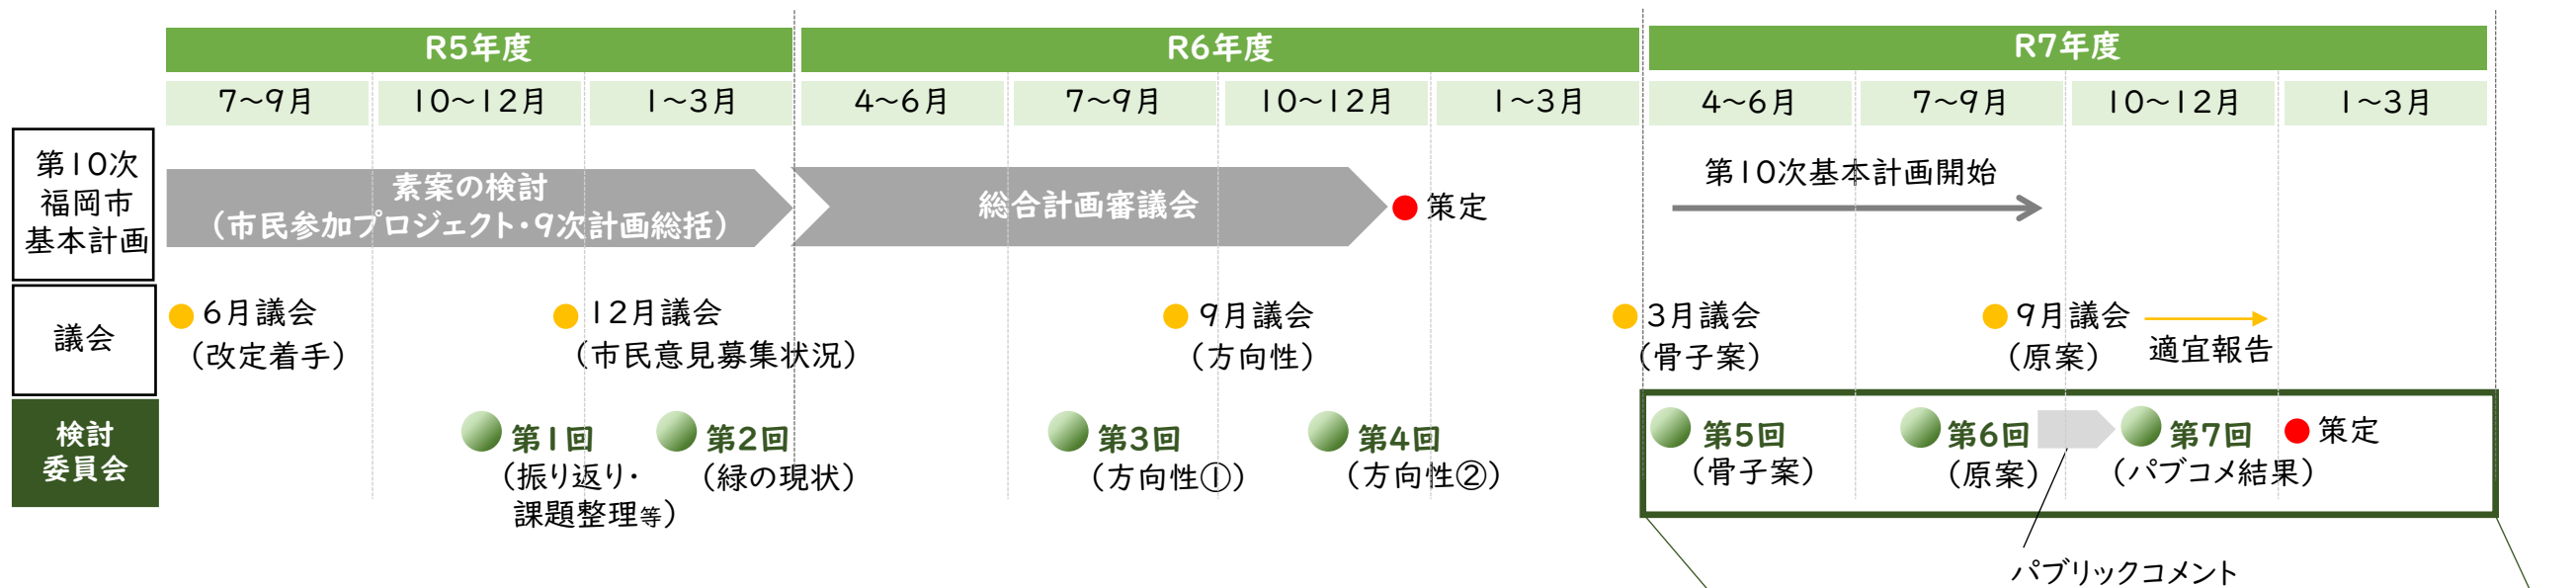 R5年度
R6年度
R7年度
7~9月
10~12月
1~3月
4~6月
7~9月
10~12月
1~3月
4~6月
7~9月
10~12月
1~3月
第10次
福岡市
基本計画
素案の検討
(市民参加プロジェクト・9次計画総括)
総合計画審議会
策定
第10次基本計画開始
議会
6月議会
(改定着手)
12月議会
(市民意見募集状況)
9月議会
(方向性)
3月議会
(骨子案)
9月議会
(原案)
適宜報告
検討
委員会
第1回
(振り返り・
課題整理等)
第2回
(緑の現状)
第3回
(方向性①)
第4回
(方向性②)
第5回
(骨子案)
第6回
(原案)
第7回
(パブコメ結果)
策定
パブリックコメント